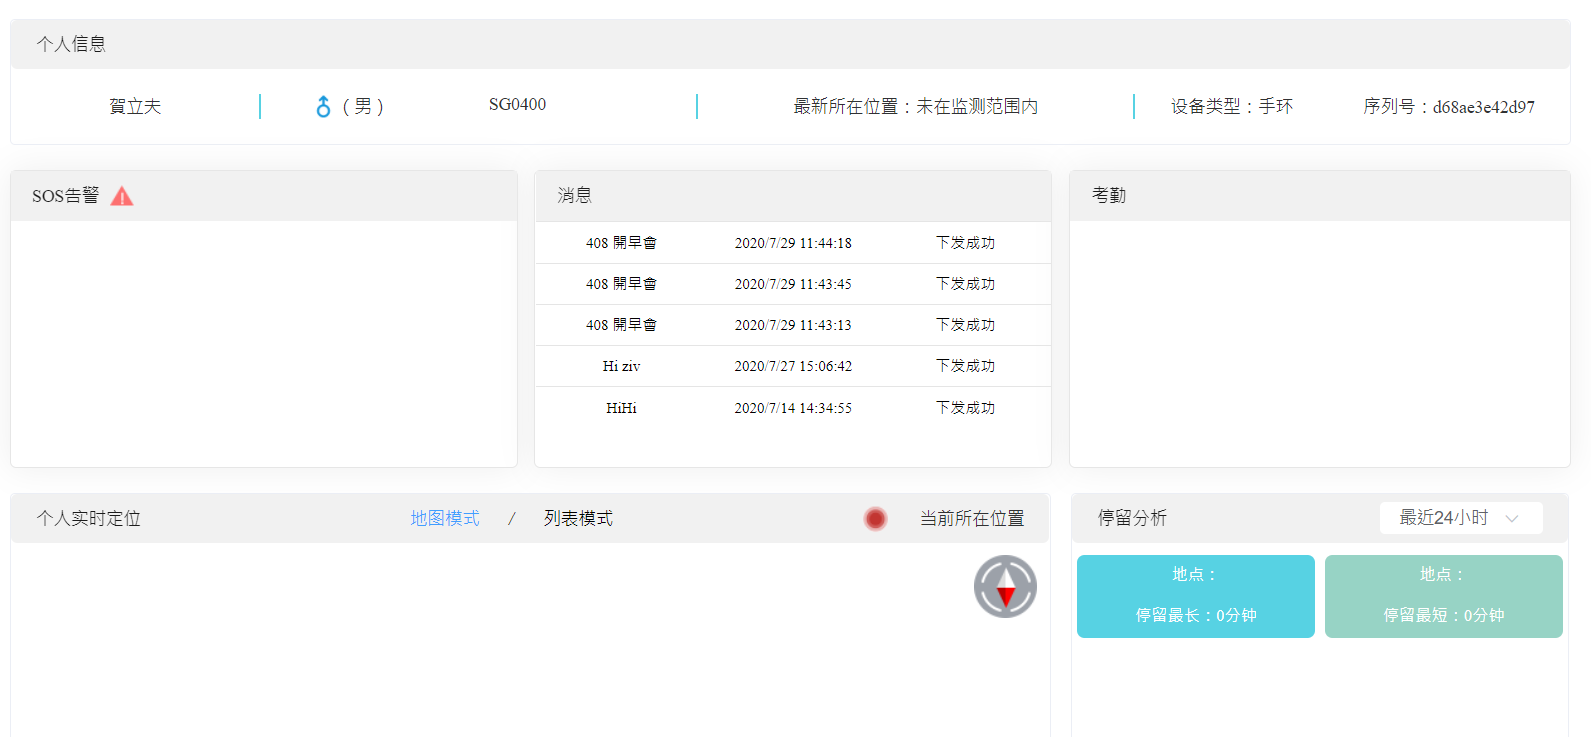 个人信息
賀立夫 （男） SG0400 最新所在位置：未在监测范围内 设备类型：手环 序列号：d68ae3e42d97
SOS告警
消息
408 開早會 2020/7/29 11:44:18 下发成功
408 開早會 2020/7/29 11:43:45 下发成功
408 開早會 2020/7/29 11:43:13 下发成功
Hi ziv 2020/7/27 15:06:42 下发成功
HiHi 2020/7/14 14:34:55 下发成功
考勤
个人实时定位 地图模式 / 列表模式 当前所在位置
停留分析 最近24小时
地点：
停留最长：0分钟
地点：
停留最短：0分钟